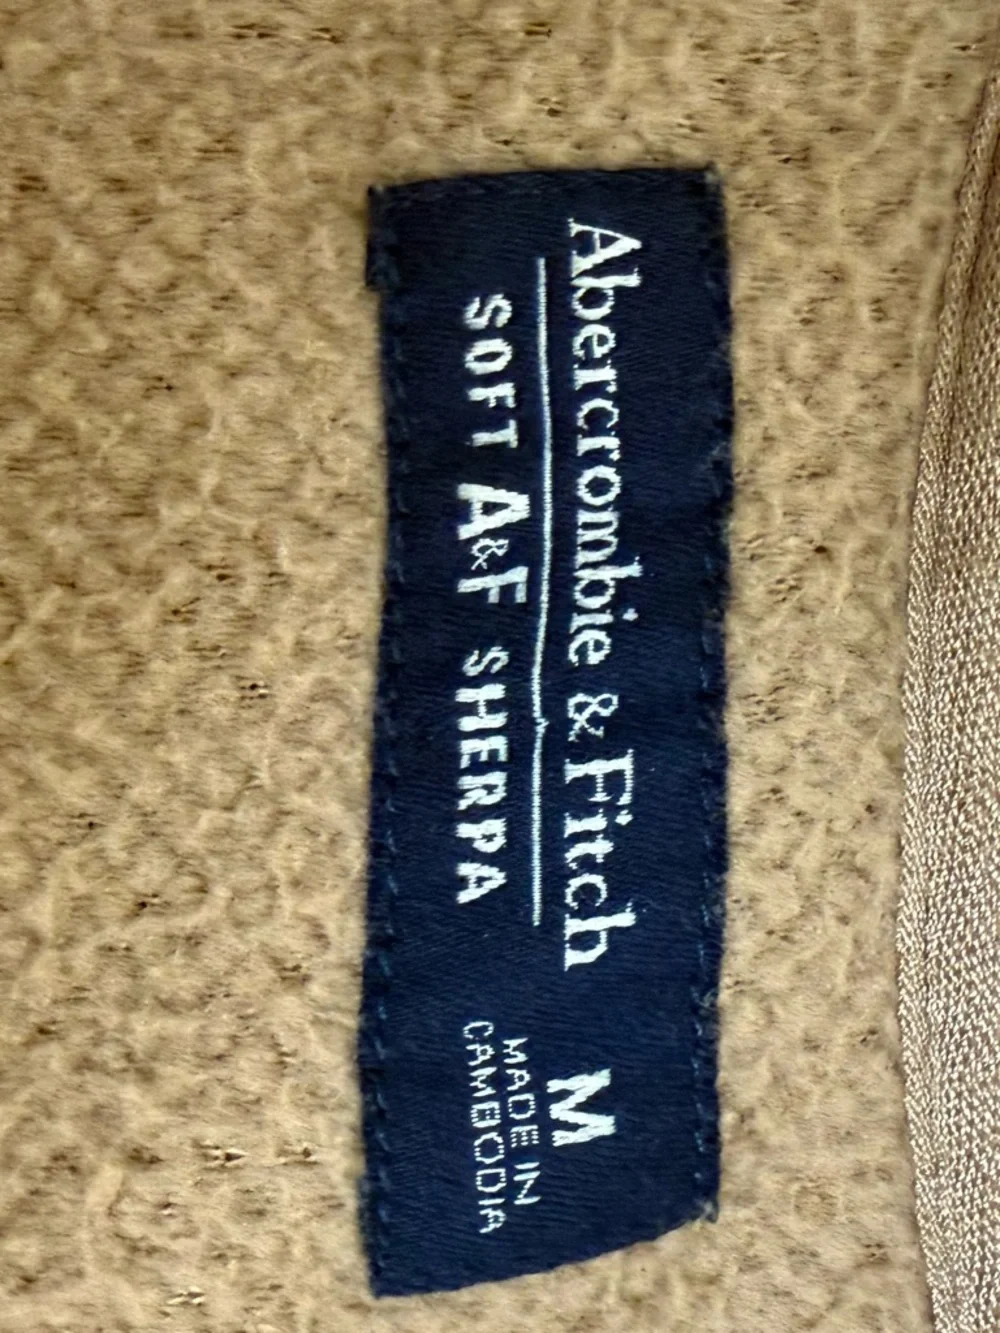 Abercrombie & Fitch
SOFT A&F SHERPA
M
MADE IN
CAMBODIA